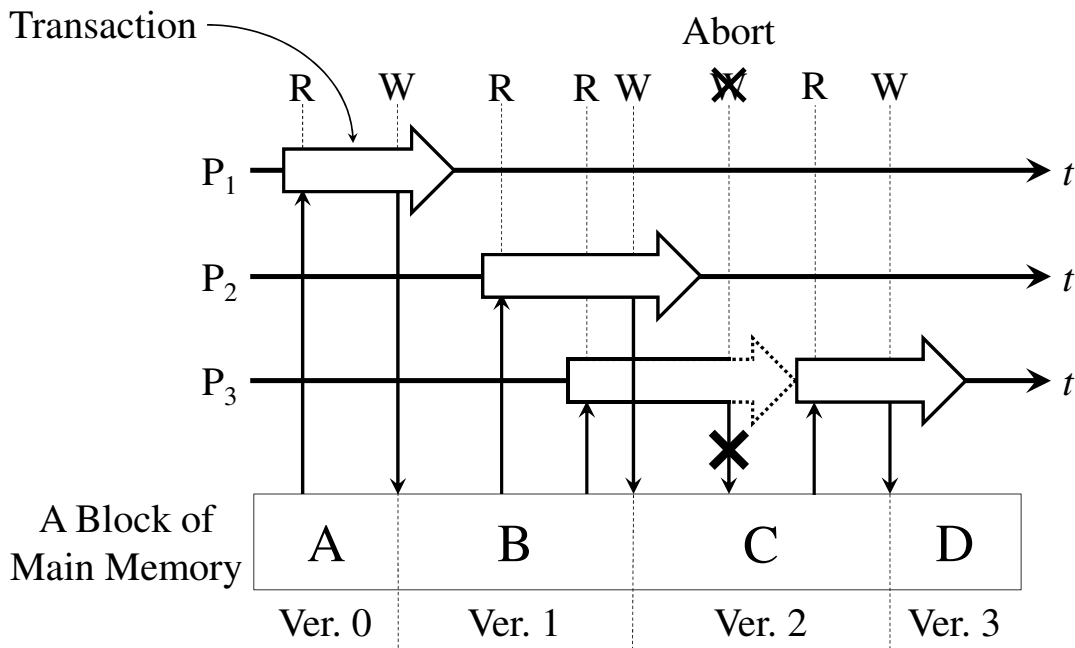 Transaction
Abort
R W R R W W R W
P1 t
P2 t
P3 t
A Block of
Main Memory
A B C D
Ver. 0 Ver. 1 Ver. 2 Ver. 3